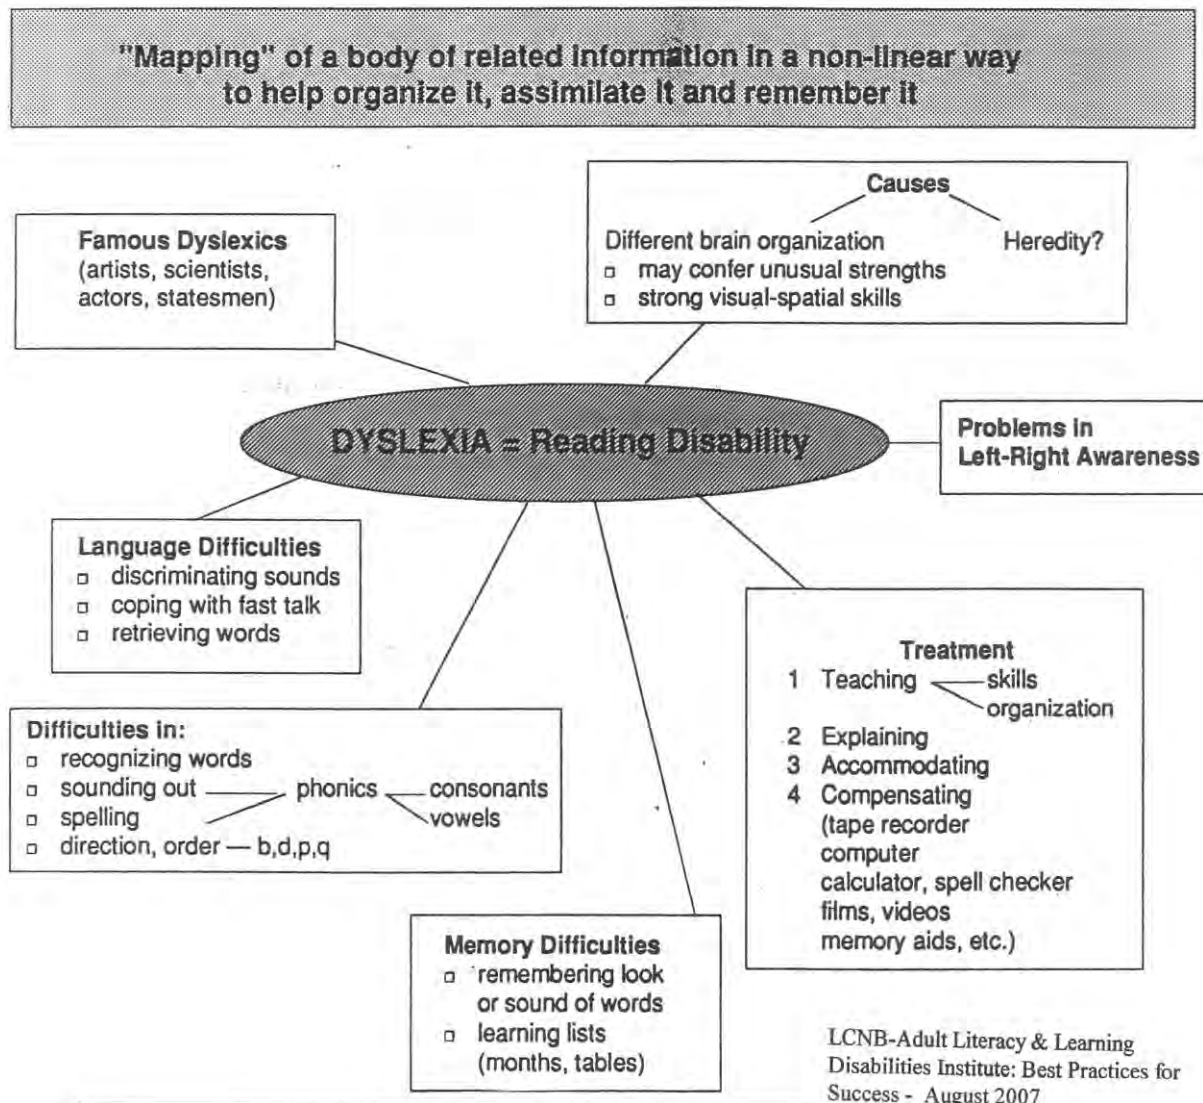 "Mapping" of a body of related information in a non-linear way
to help organize it, assimilate it and remember it
Causes
Different brain organization
Heredity?
▫ may confer unusual strengths
▫ strong visual-spatial skills
Famous Dyslexics
(artists, scientists,
actors, statesmen)
DYSLEXIA = Reading Disability
Problems in
Left-Right Awareness
Language Difficulties
▫ discriminating sounds
▫ coping with fast talk
▫ retrieving words
Difficulties in:
▫ recognizing words
▫ sounding out — phonics — consonants
▫ spelling vowels
▫ direction, order — b,d,p,q
Treatment
1 Teaching — skills
organization
2 Explaining
3 Accommodating
4 Compensating
(tape recorder
computer
calculator, spell checker
films, videos
memory aids, etc.)
Memory Difficulties
▫ remembering look
or sound of words
▫ learning lists
(months, tables)
LCNB-Adult Literacy & Learning
Disabilities Institute: Best Practices for
Success - August 2007